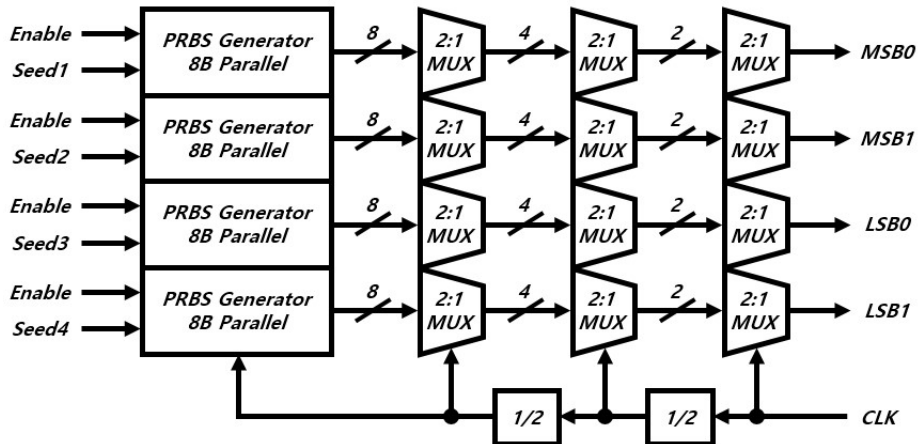 Enable
Seed1
PRBS Generator
8B Parallel
8
2:1
MUX
4
2:1
MUX
2
2:1
MUX
MSB0
Enable
Seed2
PRBS Generator
8B Parallel
8
2:1
MUX
4
2:1
MUX
2
2:1
MUX
MSB1
Enable
Seed3
PRBS Generator
8B Parallel
8
2:1
MUX
4
2:1
MUX
2
2:1
MUX
LSB0
Enable
Seed4
PRBS Generator
8B Parallel
8
2:1
MUX
4
2:1
MUX
2
2:1
MUX
LSB1
1/2
1/2
CLK